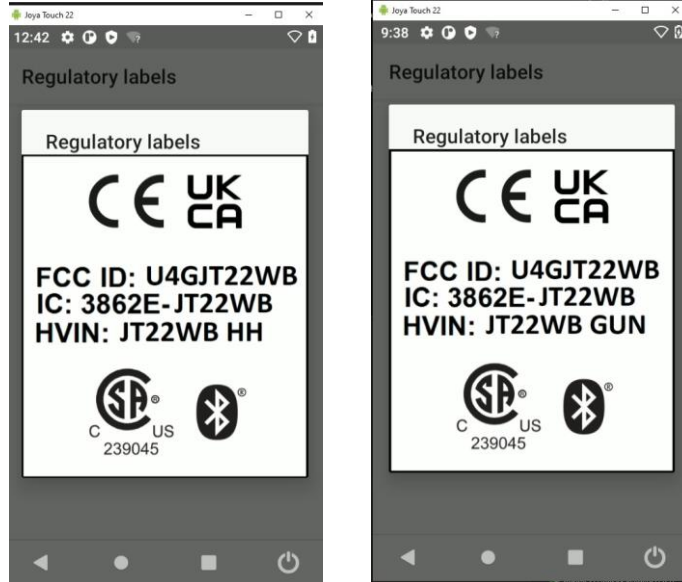 Joya Touch 22
12:42
Regulatory labels
Regulatory labels
CE UK
CA
FCC ID: U4GJT22WB
IC: 3862E-JT22WB
HVIN: JT22WB HH
SA ®
C US
239045
®
Joya Touch 22
9:38
Regulatory labels
Regulatory labels
CE UK
CA
FCC ID: U4GJT22WB
IC: 3862E-JT22WB
HVIN: JT22WB GUN
SA ®
C US
239045
®